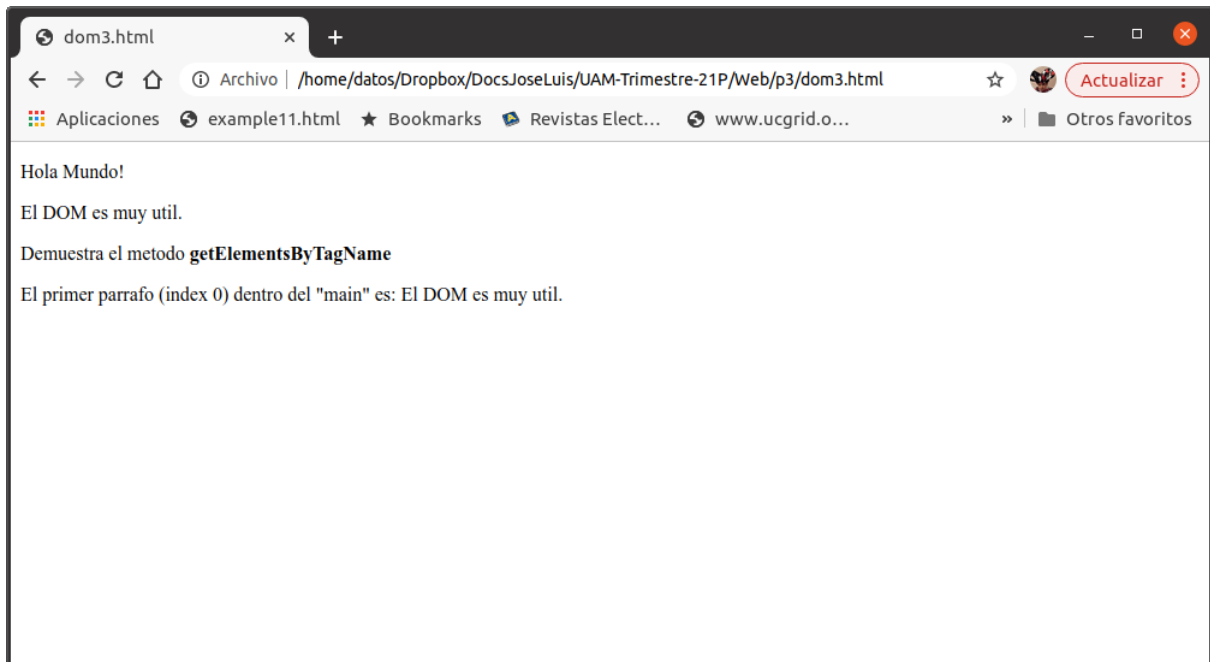 dom3.html
Archivo /home/datos/Dropbox/DocsJoseLuis/UAM-Trimestre-21P/Web/p3/dom3.html Actualizar
Aplicaciones example11.html Bookmarks Revistas Elect... www.ucgrid.o... » Otros favoritos
Hola Mundo!
El DOM es muy util.
Demuestra el metodo getElementsByTagName
El primer parrafo (index 0) dentro del "main" es: El DOM es muy util.